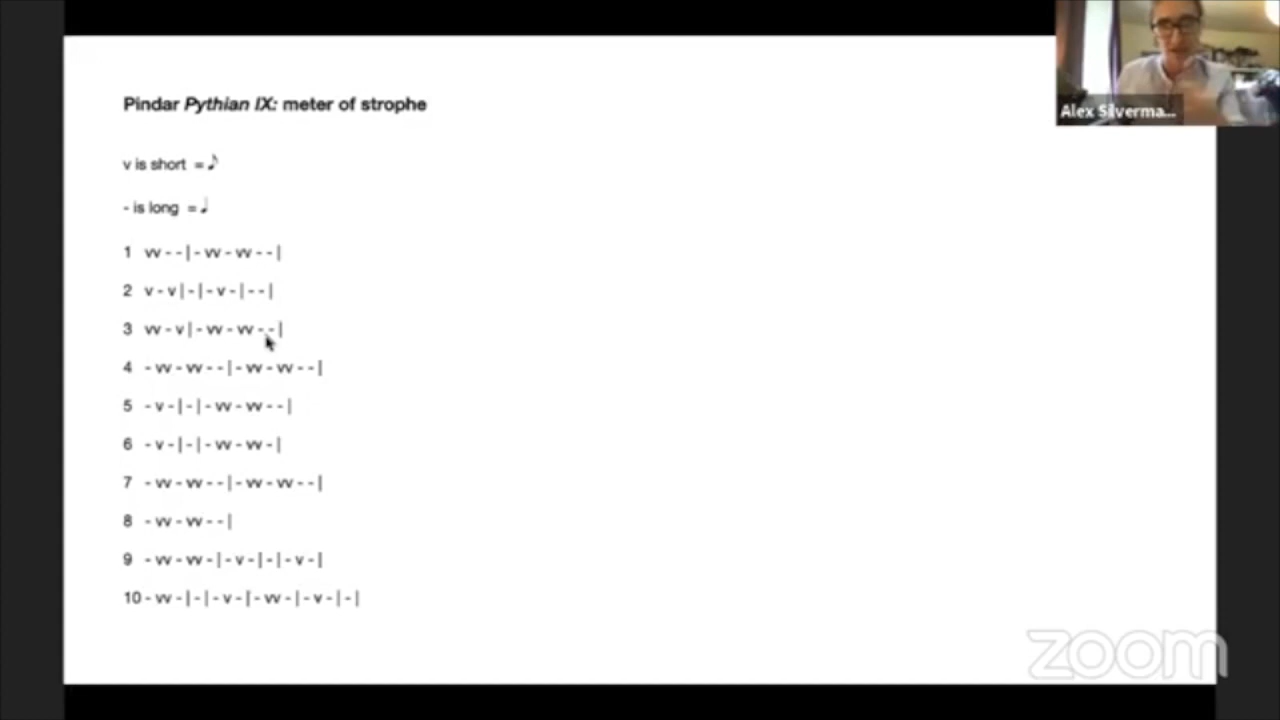 Pindar Pythian IX: meter of strophe
Alex Silverma...
v is short = ♪
- is long = ♩
1 vv - - | - vv - vv - - |
2 v - v | - | - v - | - - |
3 vv - v | - vv - vv - - |
4 - vv - vv - - | - vv - vv - - |
5 - v - | - | - vv - vv - - |
6 - v - | - | - vv - vv - |
7 - vv - vv - - | - vv - vv - - |
8 - vv - vv - - |
9 - vv - vv - | - v - | - | - v - |
10 - vv - | - | - v - | - vv - | - v - | - |
zoom